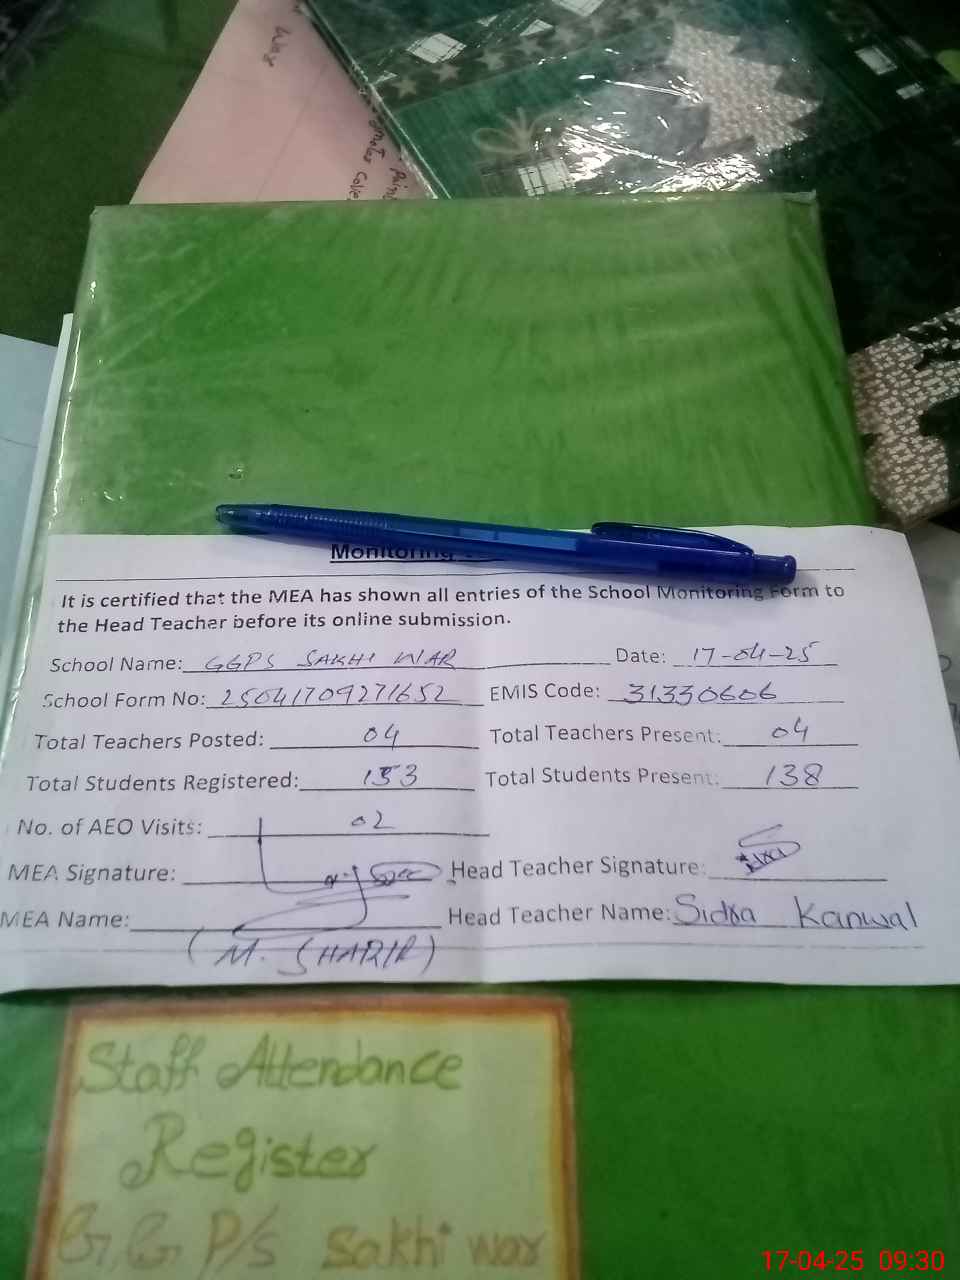 Monitoring
It is certified that the MEA has shown all entries of the School Monitoring Form to
the Head Teacher before its online submission.
School Name: GGPS SAKHI WAR Date: 17-04-25
School Form No: 25041709271652 EMIS Code: 31330606
Total Teachers Posted: 04 Total Teachers Present: 04
Total Students Registered: 153 Total Students Present: 138
No. of AEO Visits: 02
MEA Signature: Head Teacher Signature:
MEA Name: Head Teacher Name: Sidra Kanwal
(M. SHARIF)
Staff Attendance
Register
G G P/S Sakhi war
17-04-25 09:30